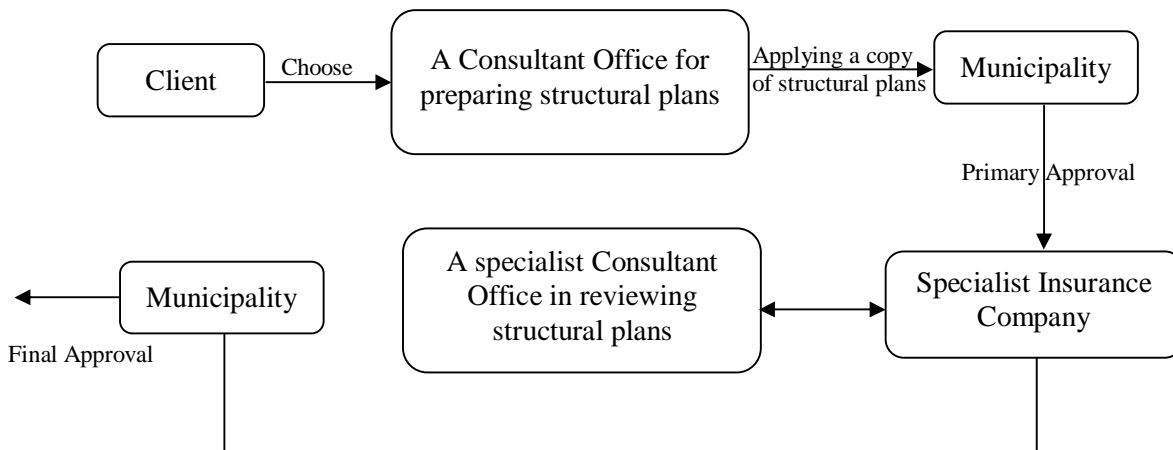 Client
Choose
A Consultant Office for
preparing structural plans
Applying a copy
of structural plans
Municipality
Primary Approval
Municipality
Final Approval
A specialist Consultant
Office in reviewing
structural plans
Specialist Insurance
Company